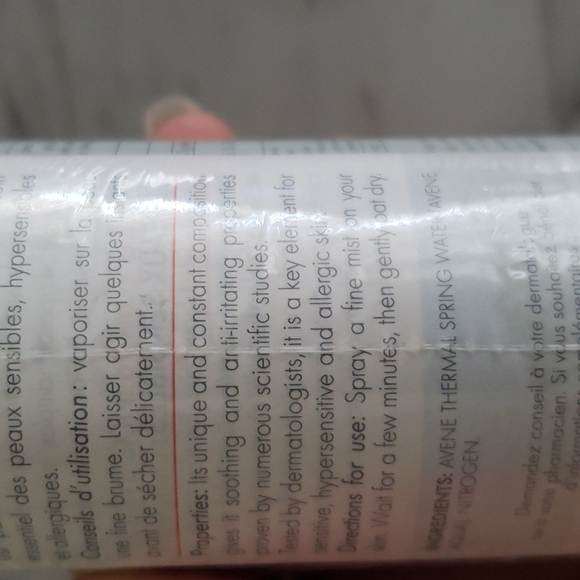 essentiel des peaux sensibles, hypersensibles
et allergiques.
Conseils d'utilisation : vaporiser sur la
une fine brume. Laisser agir quelques
avant de sécher délicatement.
Properties: Its unique and constant composition
gives it soothing and anti-irritating properties
proven by numerous scientific studies.
Tested by dermatologists, it is a key element for
sensitive, hypersensitive and allergic skin.
Directions for use: Spray a fine mist on your
skin. Wait for a few minutes, then gently pat dry.
INGREDIENTS: AVENE THERMAL SPRING WATER AVENE
NITROGEN.
Demandez conseil à votre dermatologue
votre pharmacien. Si vous souhaitez